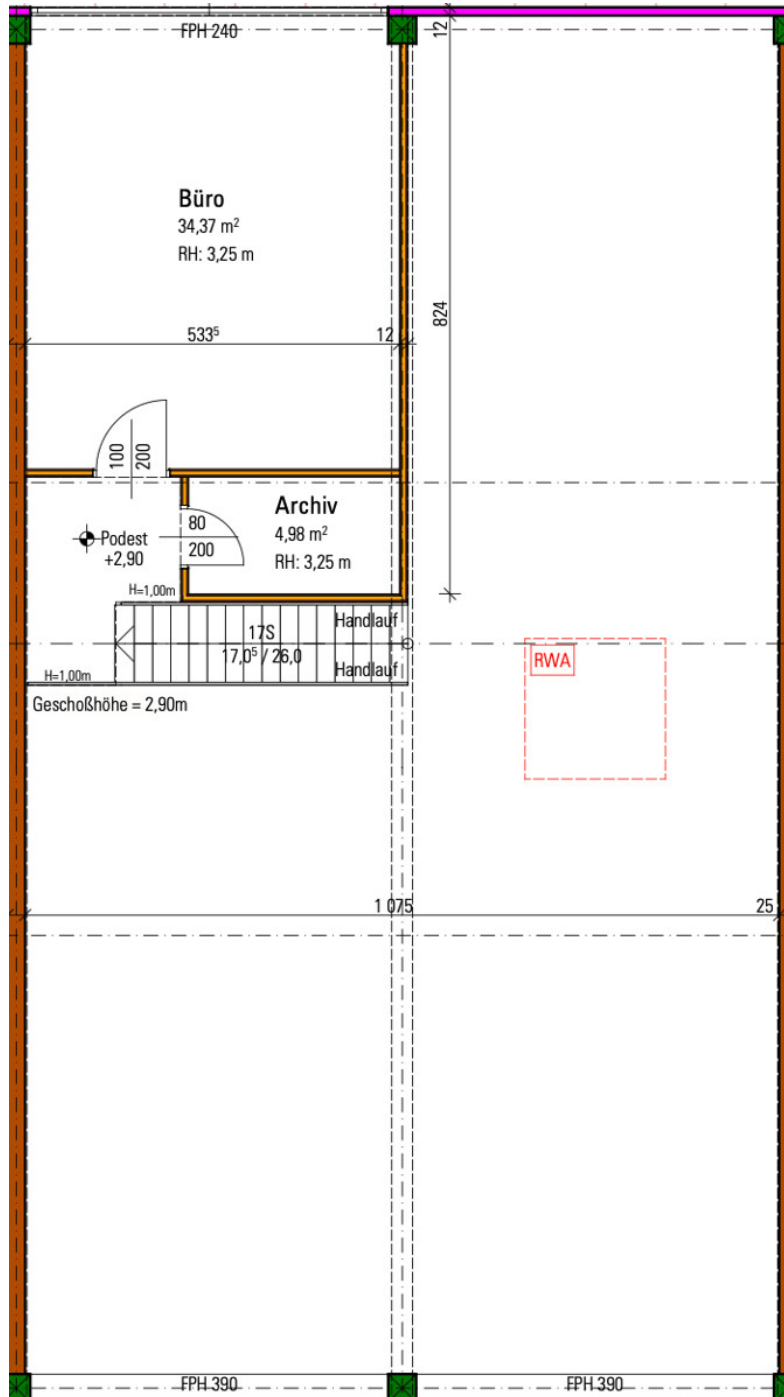 FPH 240
12
Büro
34,37 m²
RH: 3,25 m
824
533⁵
12
100
200
Archiv
4,98 m²
RH: 3,25 m
80
200
Podest
+2,90
H=1,00m
Handlauf
17S
17,0⁵ / 26,0
Handlauf
RWA
H=1,00m
Geschoßhöhe = 2,90m
1 075
25
FPH 390
FPH 390